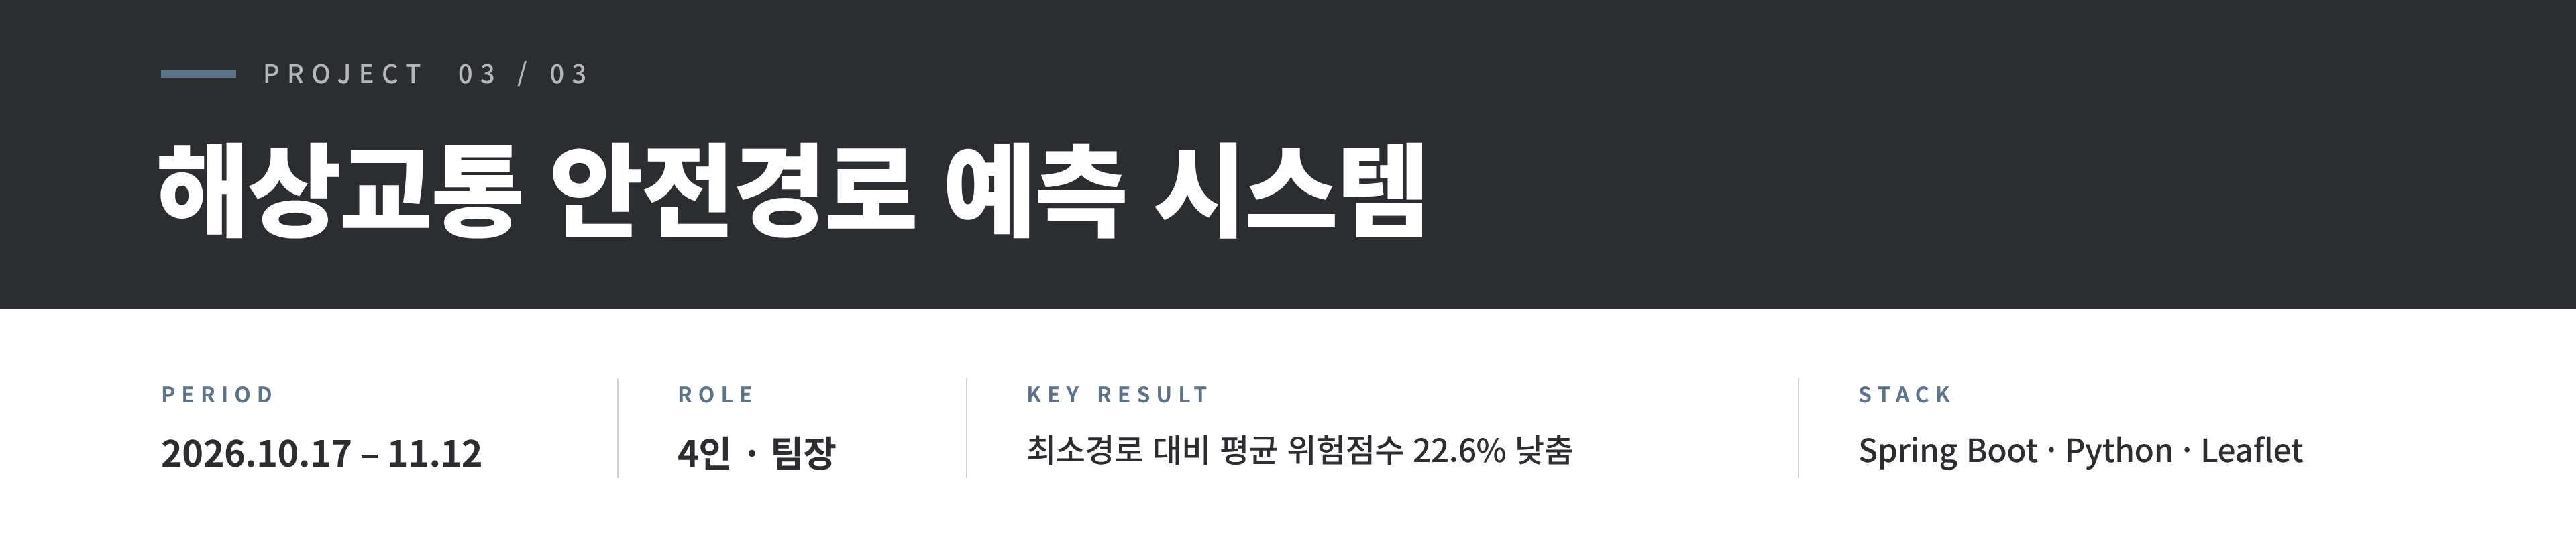 PROJECT 03 / 03
해상교통 안전경로 예측 시스템
PERIOD
2026.10.17 – 11.12
ROLE
4인 · 팀장
KEY RESULT
최소경로 대비 평균 위험점수 22.6% 낮춤
STACK
Spring Boot · Python · Leaflet